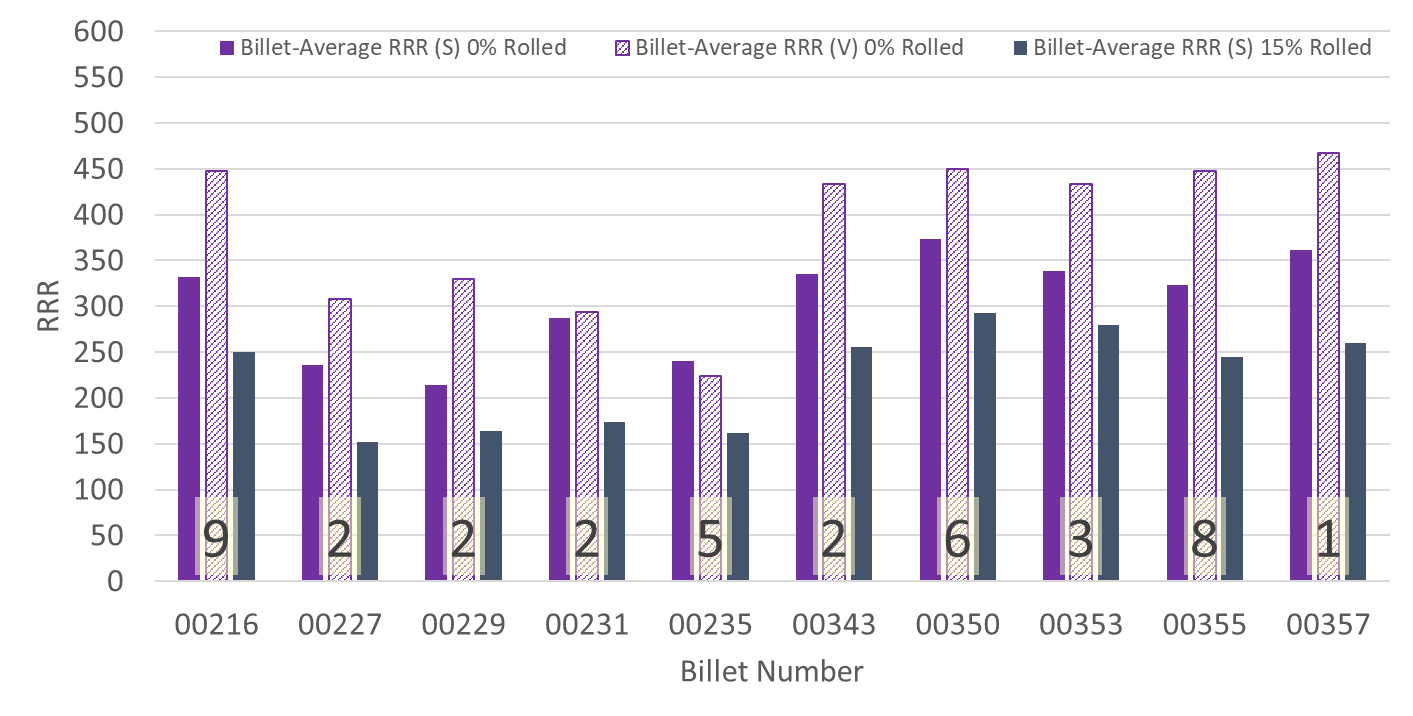 600
Billet-Average RRR (S) 0% Rolled Billet-Average RRR (V) 0% Rolled Billet-Average RRR (S) 15% Rolled
550
500
450
400
350
300
250
200
150
100
50
0
RRR
9 2 2 2 5 2 6 3 8 1
00216 00227 00229 00231 00235 00343 00350 00353 00355 00357
Billet Number